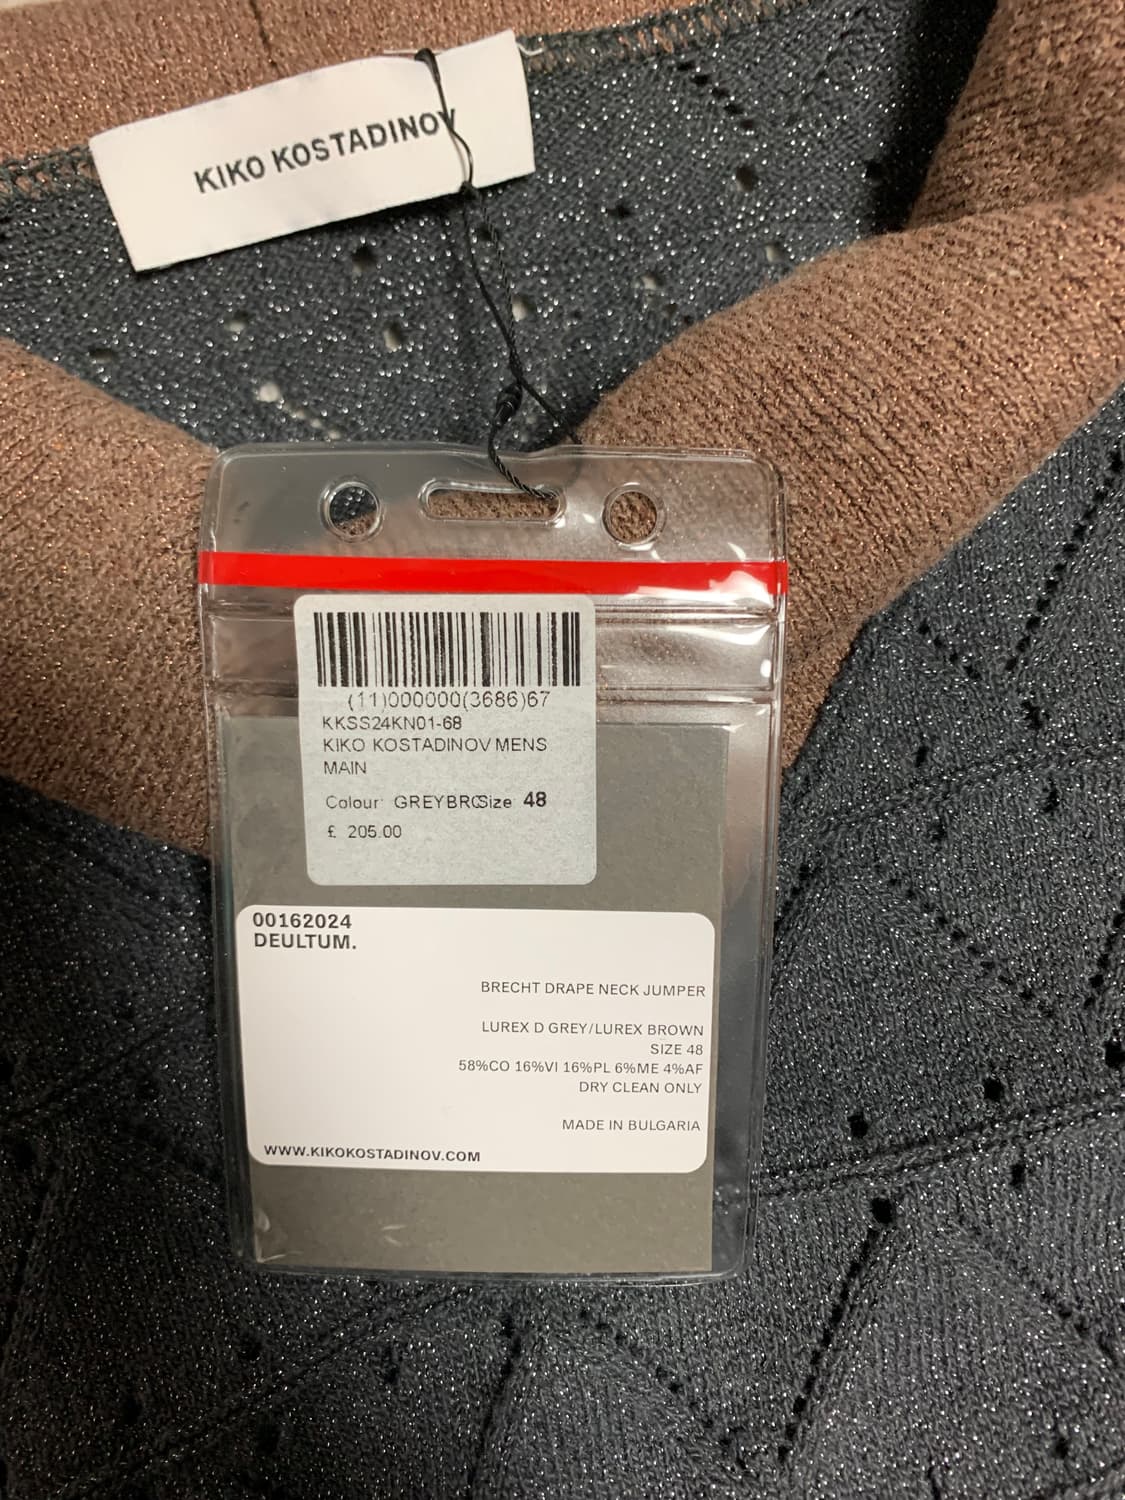 KIKO KOSTADINOV
(11)000000(3686)67
KKSS24KN01-68
KIKO KOSTADINOV MENS
MAIN
Colour: GREYBRO Size: 48
£ 205.00
00162024
DEULTUM.
BRECHT DRAPE NECK JUMPER
LUREX D GREY/LUREX BROWN
SIZE 48
58%CO 16%VI 16%PL 6%ME 4%AF
DRY CLEAN ONLY
MADE IN BULGARIA
WWW.KIKOKOSTADINOV.COM